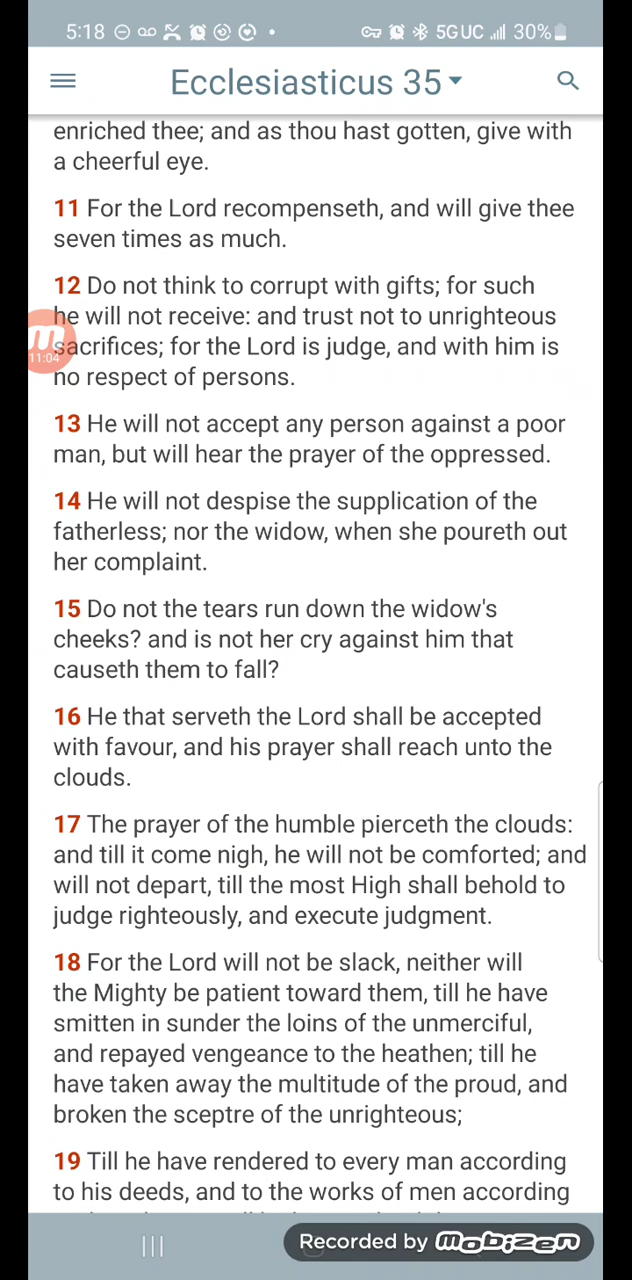 5:18 5GUC 30%
Ecclesiasticus 35
enriched thee; and as thou hast gotten, give with
a cheerful eye.
11 For the Lord recompenseth, and will give thee
seven times as much.
12 Do not think to corrupt with gifts; for such
he will not receive: and trust not to unrighteous
11:04
sacrifices; for the Lord is judge, and with him is
no respect of persons.
13 He will not accept any person against a poor
man, but will hear the prayer of the oppressed.
14 He will not despise the supplication of the
fatherless; nor the widow, when she poureth out
her complaint.
15 Do not the tears run down the widow's
cheeks? and is not her cry against him that
causeth them to fall?
16 He that serveth the Lord shall be accepted
with favour, and his prayer shall reach unto the
clouds.
17 The prayer of the humble pierceth the clouds:
and till it come nigh, he will not be comforted; and
will not depart, till the most High shall behold to
judge righteously, and execute judgment.
18 For the Lord will not be slack, neither will
the Mighty be patient toward them, till he have
smitten in sunder the loins of the unmerciful,
and repayed vengeance to the heathen; till he
have taken away the multitude of the proud, and
broken the sceptre of the unrighteous;
19 Till he have rendered to every man according
to his deeds, and to the works of men according
Recorded by mobizen